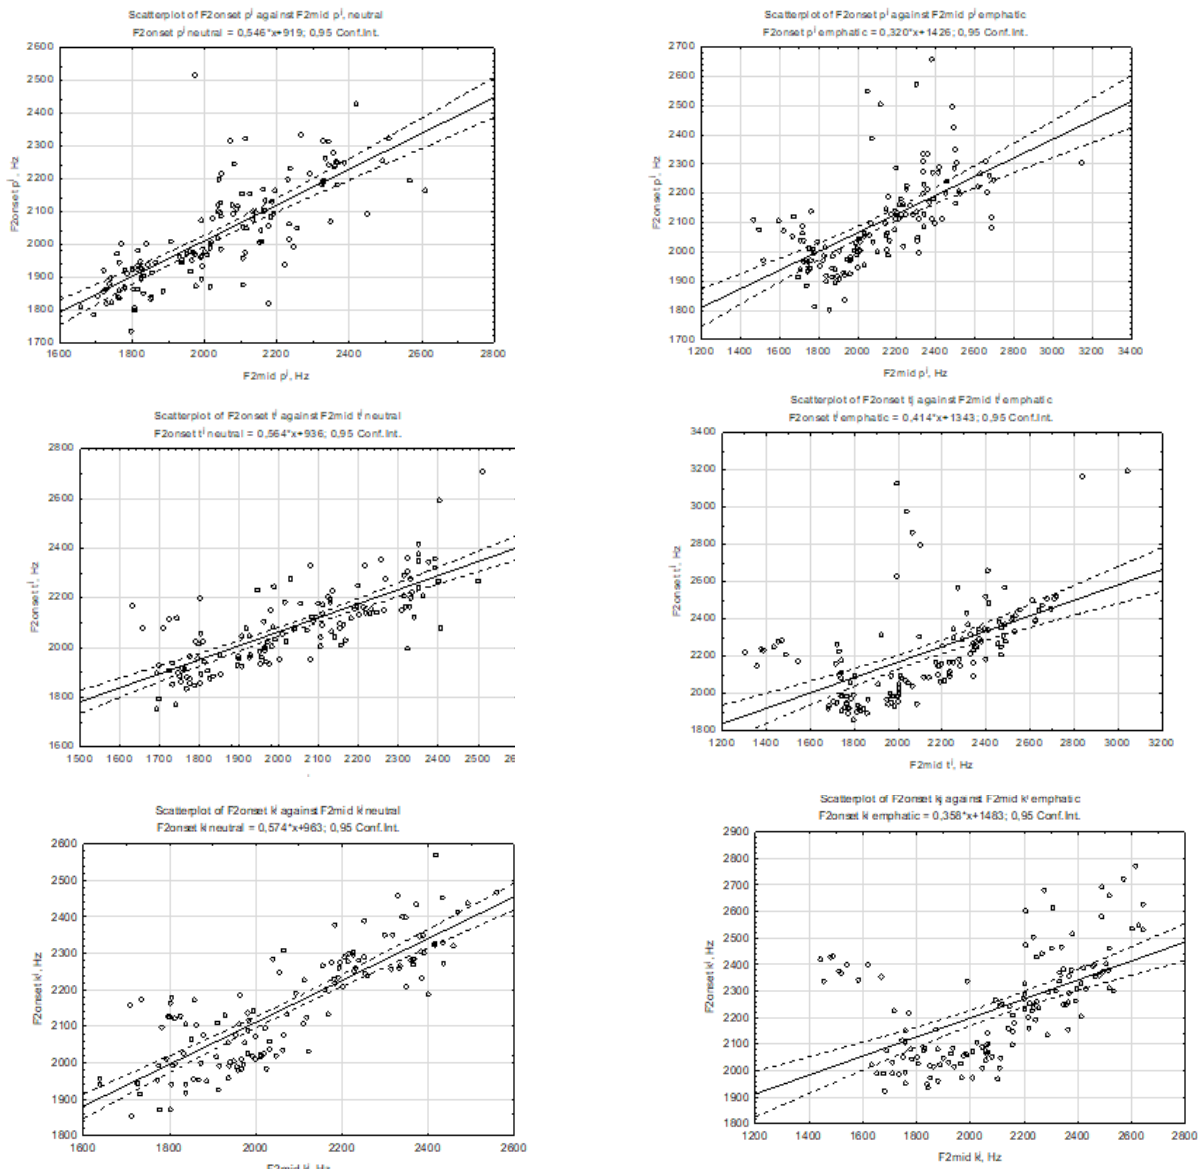 Scatterplot of F2onset pʲ against F2mid pʲ, neutral
F2onset pʲ neutral = 0,546*x+919; 0,95 Conf.Int.
2600
2500
2400
2300
2200
2100
2000
1900
1800
1700
F2onset pʲ, Hz
1600 1800 2000 2200 2400 2600 2800
F2mid pʲ, Hz
Scatterplot of F2onset pʲ against F2mid pʲ emphatic
F2onset pʲ emphatic = 0,320*x+1426; 0,95 Conf.Int.
2700
2600
2500
2400
2300
2200
2100
2000
1900
1800
1700
F2onset pʲ, Hz
1200 1400 1600 1800 2000 2200 2400 2600 2800 3000 3200 3400
F2mid pʲ, Hz
Scatterplot of F2onset tʲ against F2mid tʲ neutral
F2onset tʲ neutral = 0,564*x+936; 0,95 Conf.Int.
2800
2600
2400
2200
2000
1800
1600
F2onset tʲ, Hz
1500 1600 1700 1800 1900 2000 2100 2200 2300 2400 2500
Scatterplot of F2onset tj against F2mid tʲ emphatic
F2onset tʲ emphatic = 0,414*x+1343; 0,95 Conf.Int.
3400
3200
3000
2800
2600
2400
2200
2000
1800
F2onset tʲ, Hz
1200 1400 1600 1800 2000 2200 2400 2600 2800 3000 3200
F2mid tʲ, Hz
Scatterplot of F2onset kʲ against F2mid kʲ neutral
F2onset kʲ neutral = 0,574*x+963; 0,95 Conf.Int.
2600
2500
2400
2300
2200
2100
2000
1900
1800
F2onset kʲ, Hz
1600 1800 2000 2200 2400 2600
F2mid kʲ, Hz
Scatterplot of F2onset kj against F2mid kʲ emphatic
F2onset kʲ emphatic = 0,358*x+1483; 0,95 Conf.Int.
2900
2800
2700
2600
2500
2400
2300
2200
2100
2000
1900
1800
F2onset kʲ, Hz
1200 1400 1600 1800 2000 2200 2400 2600 2800
F2mid kʲ, Hz